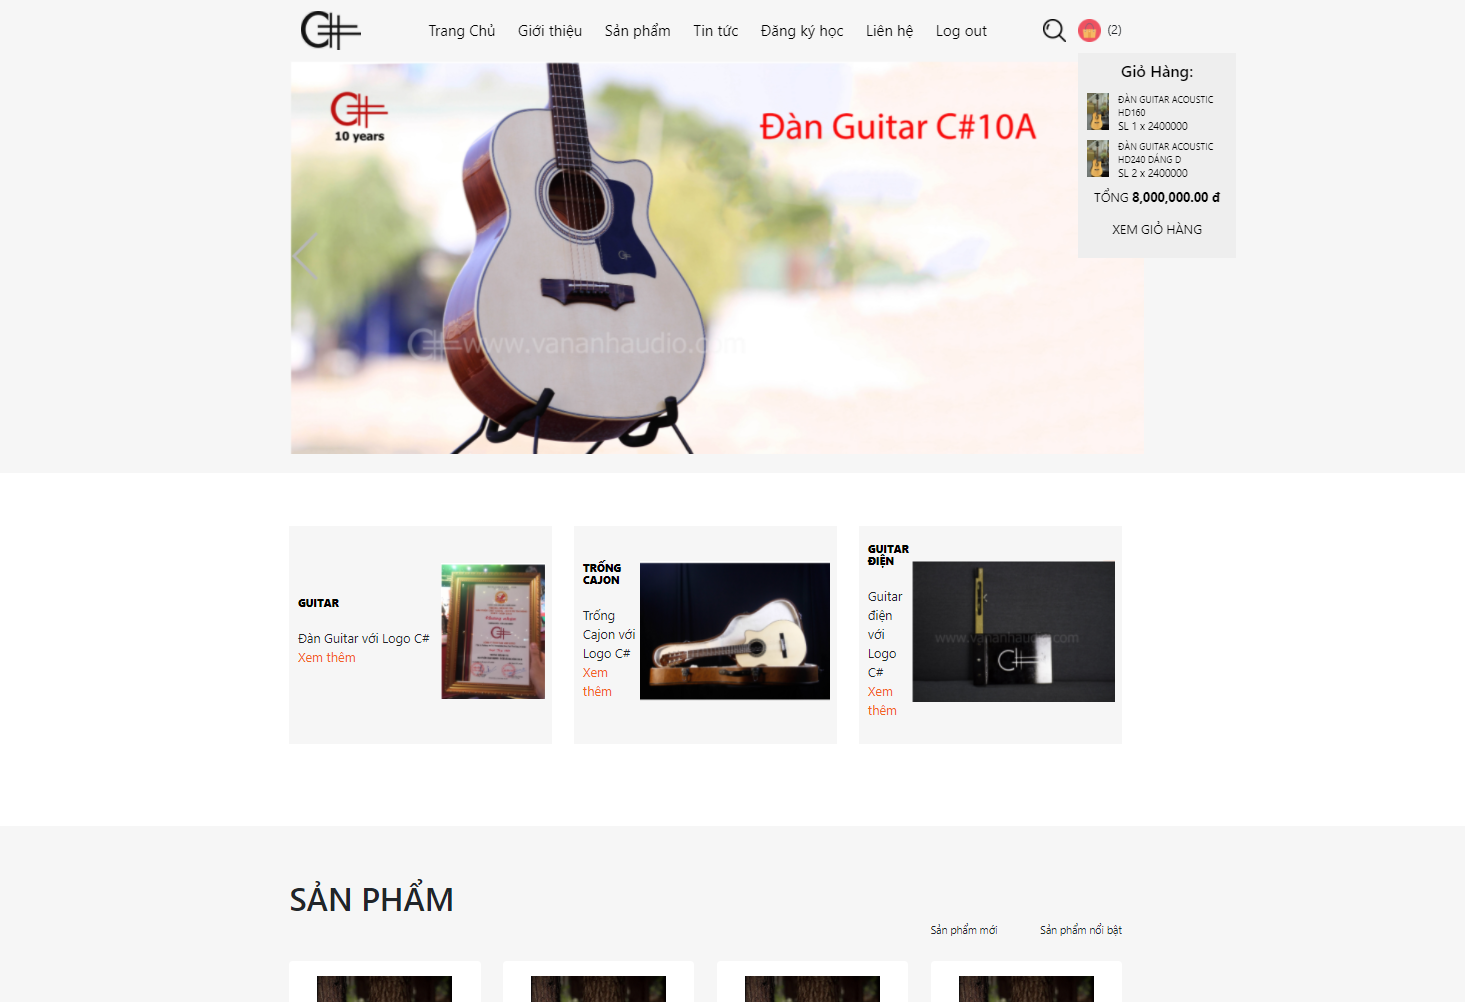 Trang Chủ Giới thiệu Sản phẩm Tin tức Đăng ký học Liên hệ Log out (2)
Giỏ Hàng:
ĐÀN GUITAR ACOUSTIC
HD160
SL 1 x 2400000
ĐÀN GUITAR ACOUSTIC
HD240 DÁNG D
SL 2 x 2400000
TỔNG 8,000,000.00 đ
XEM GIỎ HÀNG
C#
10 years
Đàn Guitar C#10A
www.vananhaudio.com
GUITAR
Đàn Guitar với Logo C#
Xem thêm
TRỐNG
CAJON
Trống
Cajon với
Logo C#
Xem
thêm
GUITAR
ĐIỆN
Guitar
điện
với
Logo
C#
Xem
thêm
www.vananhaudio.com
SẢN PHẨM
Sản phẩm mới Sản phẩm nổi bật